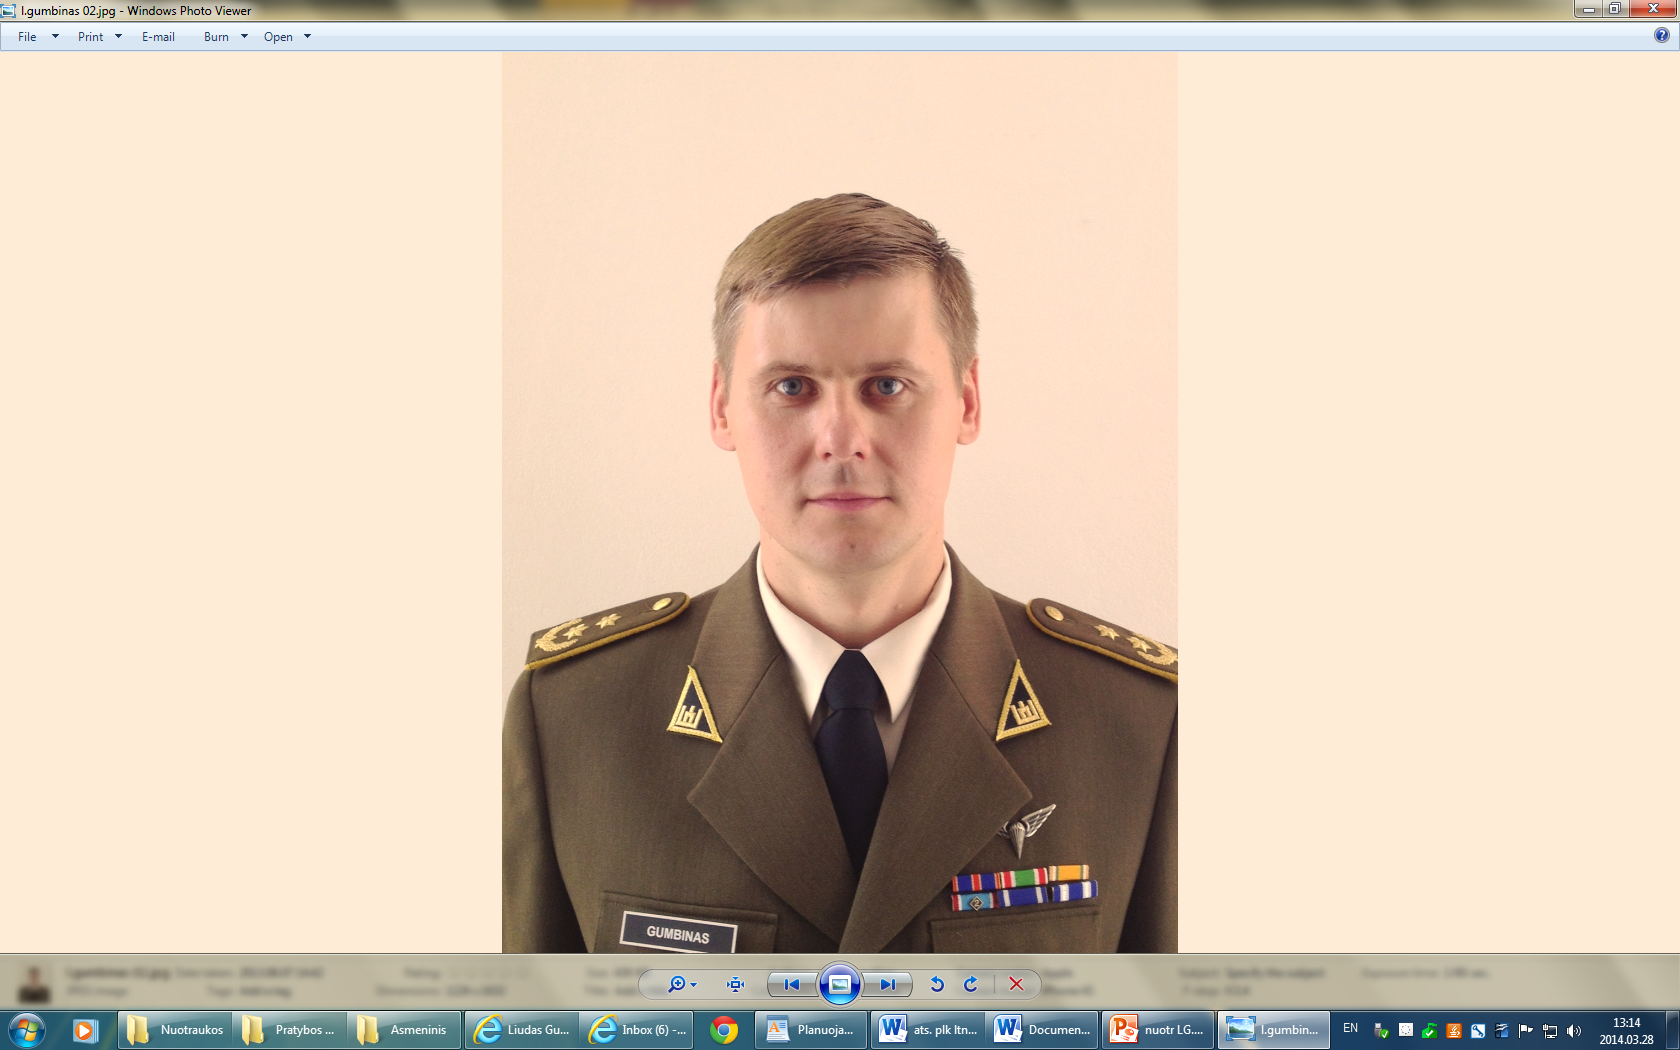 l.gumbinas 02.jpg - Windows Photo Viewer
File Print E-mail Burn Open
GUMBINAS
2
Nuotraukos Pratybos ... Asmeninis Liudas Gu... Inbox (6) -... Planuoja... ats. plk ltn... Documen... nuotr LG.... l.gumbin... EN 13:14
2014.03.28